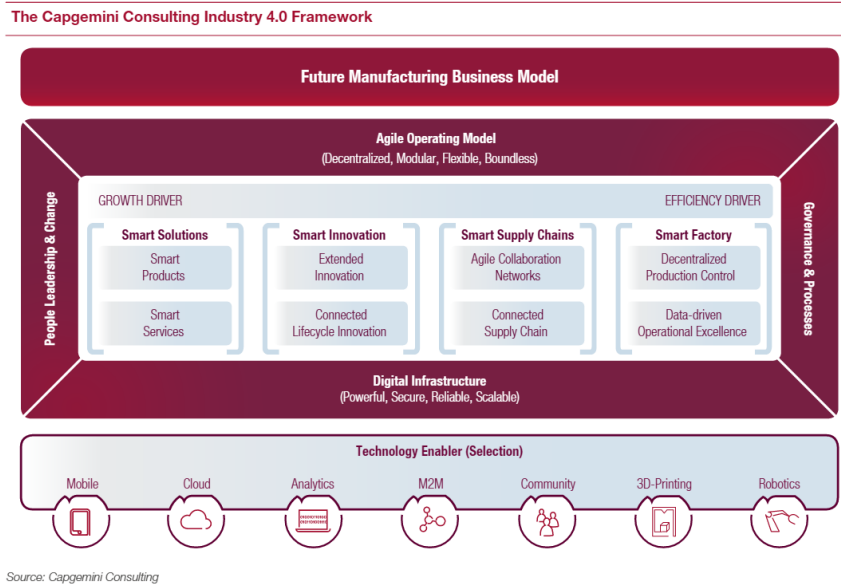 The Capgemini Consulting Industry 4.0 Framework
Future Manufacturing Business Model
Agile Operating Model
(Decentralized, Modular, Flexible, Boundless)
People Leadership & Change
GROWTH DRIVER
EFFICIENCY DRIVER
Smart Solutions
Smart
Products
Smart
Services
Smart Innovation
Extended
Innovation
Connected
Lifecycle Innovation
Smart Supply Chains
Agile Collaboration
Networks
Connected
Supply Chain
Smart Factory
Decentralized
Production Control
Data-driven
Operational Excellence
Governance & Processes
Digital Infrastructure
(Powerful, Secure, Reliable, Scalable)
Technology Enabler (Selection)
Mobile
Cloud
Analytics
M2M
Community
3D-Printing
Robotics
Source: Capgemini Consulting